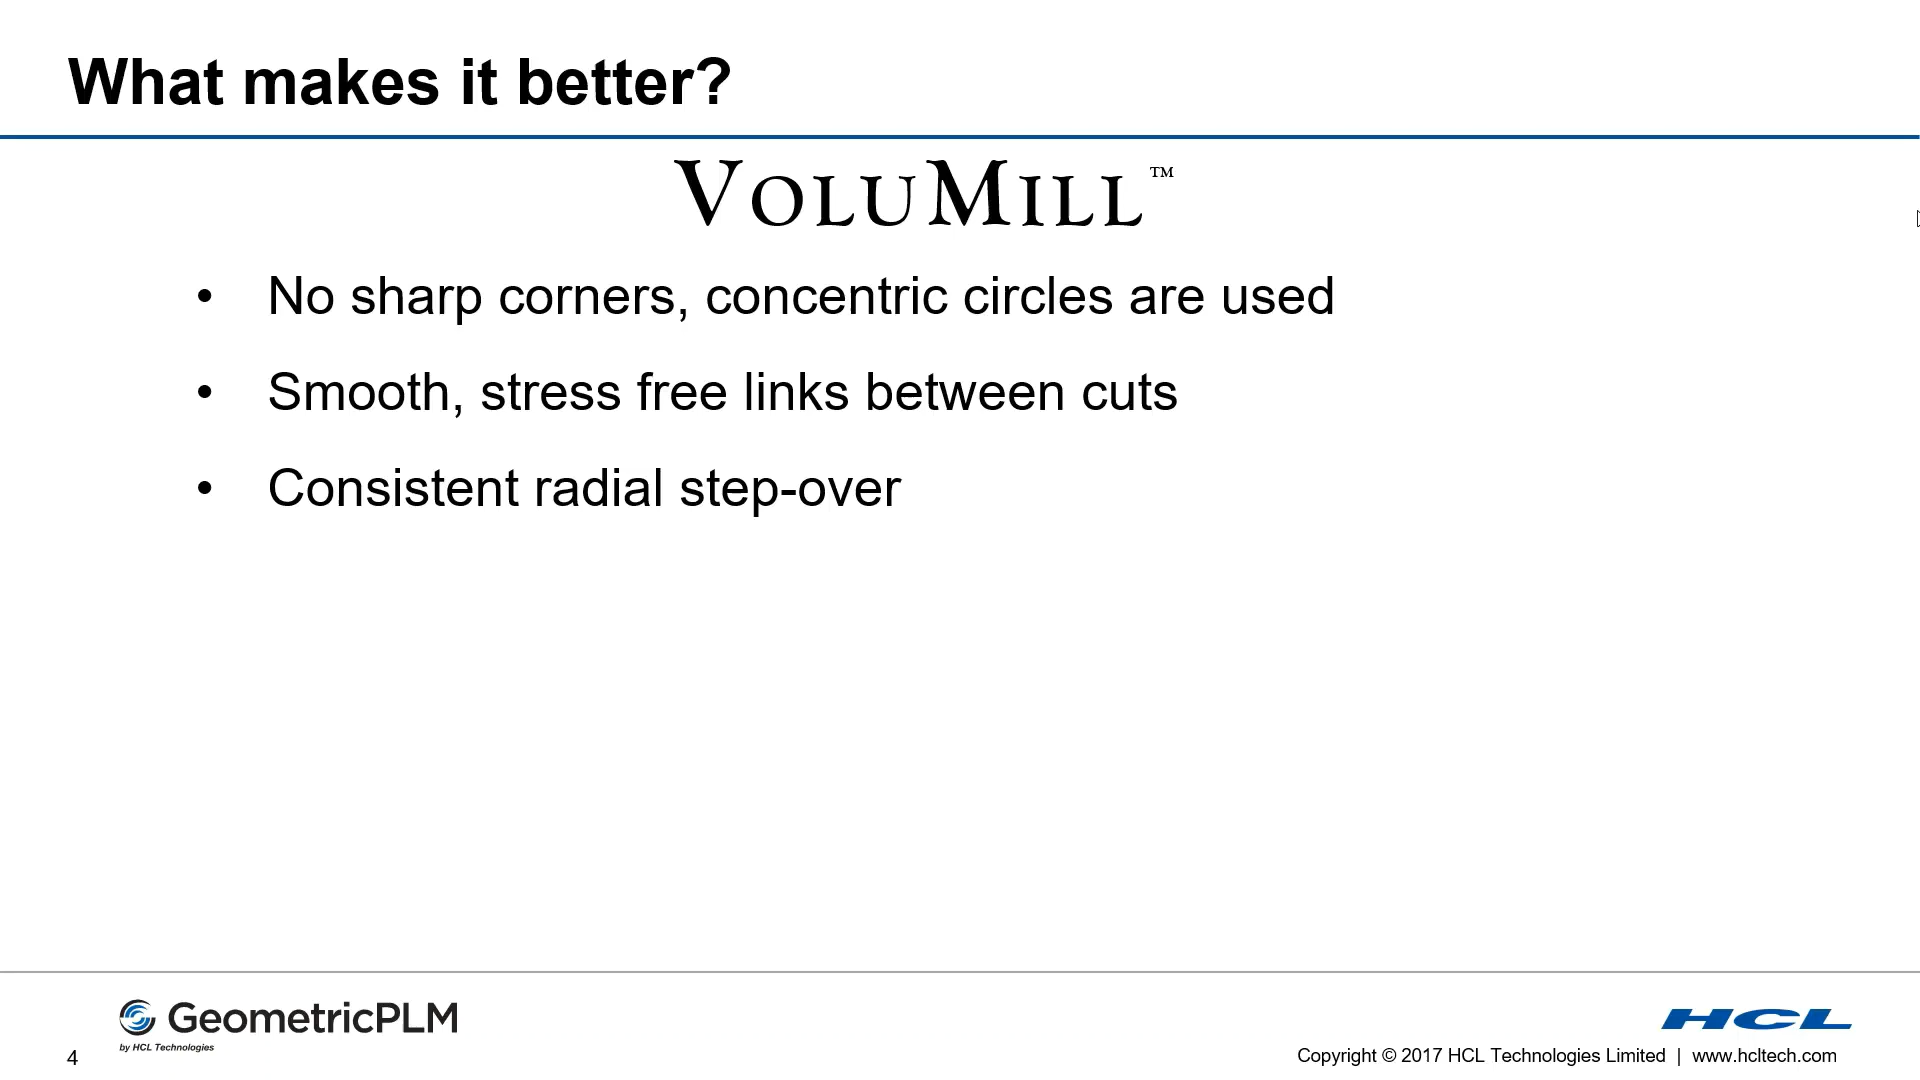 What makes it better?
VOLUMILL™
• No sharp corners, concentric circles are used
• Smooth, stress free links between cuts
• Consistent radial step-over
GeometricPLM
by HCL Technologies
HCL
4
Copyright © 2017 HCL Technologies Limited | www.hcltech.com